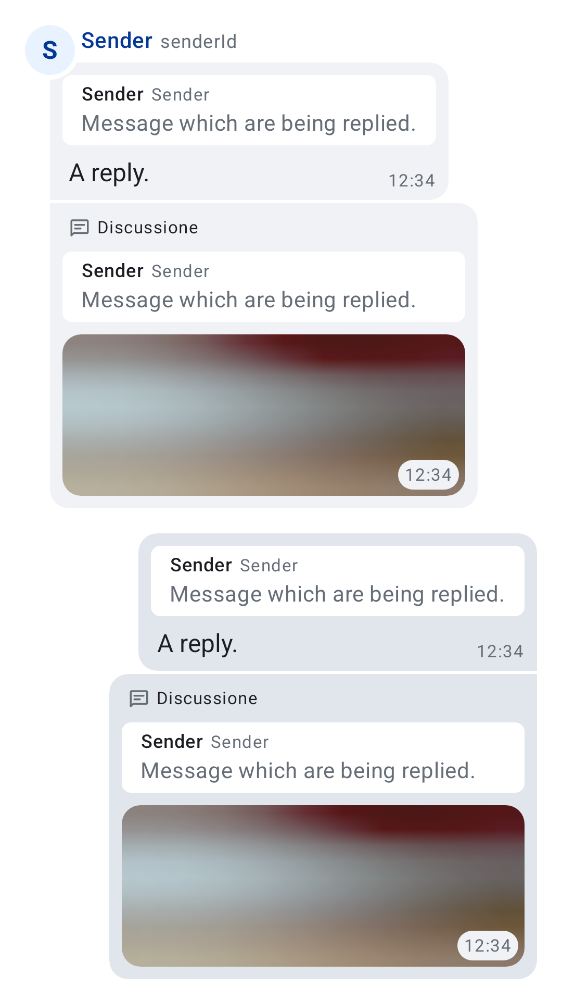 S
Sender senderId
Sender Sender
Message which are being replied.
A reply.
12:34
Discussione
Sender Sender
Message which are being replied.
12:34
Sender Sender
Message which are being replied.
A reply.
12:34
Discussione
Sender Sender
Message which are being replied.
12:34